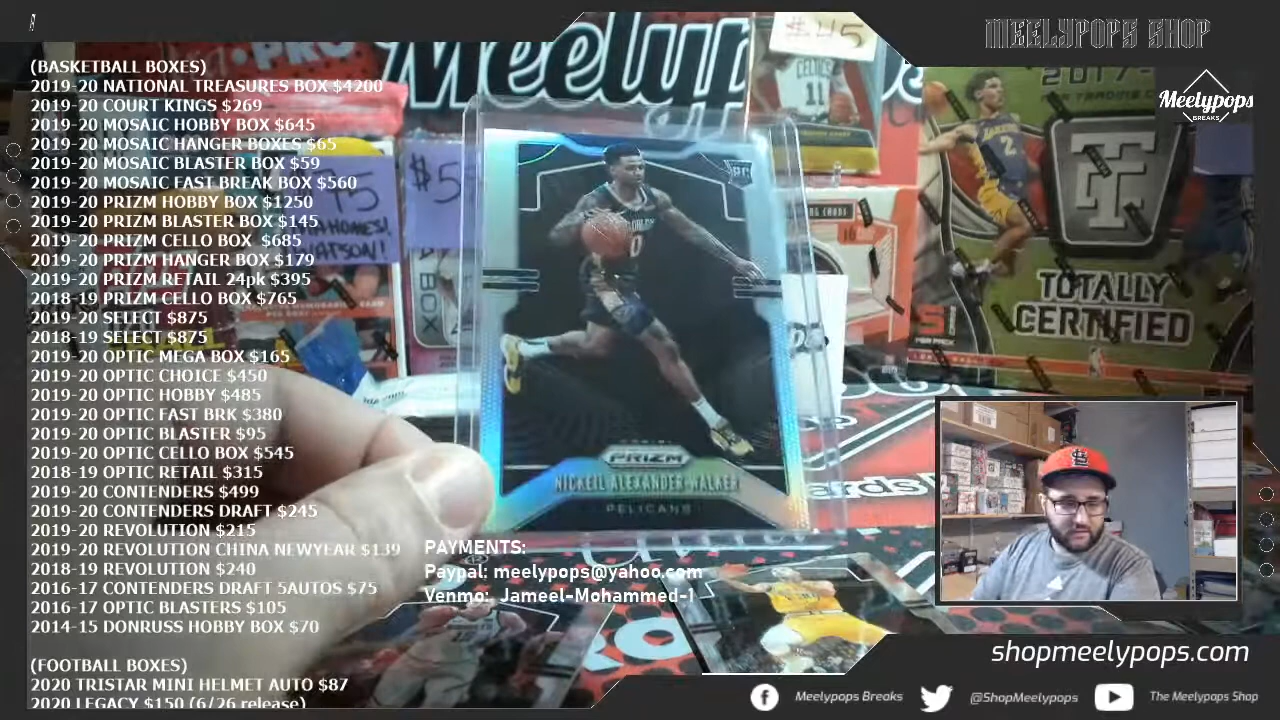 MEELYPOPS SHOP
Meelypops
BREAKS
(BASKETBALL BOXES)
2019-20 NATIONAL TREASURES BOX $4200
2019-20 COURT KINGS $269
2019-20 MOSAIC HOBBY BOX $645
2019-20 MOSAIC HANGER BOXES $65
2019-20 MOSAIC BLASTER BOX $59
2019-20 MOSAIC FAST BREAK BOX $560
2019-20 PRIZM HOBBY BOX $1250
2019-20 PRIZM BLASTER BOX $145
2019-20 PRIZM CELLO BOX $685
2019-20 PRIZM HANGER BOX $179
2019-20 PRIZM RETAIL 24pk $395
2018-19 PRIZM CELLO BOX $765
2019-20 SELECT $875
2018-19 SELECT $875
2019-20 OPTIC MEGA BOX $165
2019-20 OPTIC CHOICE $450
2019-20 OPTIC HOBBY $485
2019-20 OPTIC FAST BRK $380
2019-20 OPTIC BLASTER $95
2019-20 OPTIC CELLO BOX $545
2018-19 OPTIC RETAIL $315
2019-20 CONTENDERS $499
2019-20 CONTENDERS DRAFT $245
2019-20 REVOLUTION $215
2019-20 REVOLUTION CHINA NEWYEAR $139
2018-19 REVOLUTION $240
2016-17 CONTENDERS DRAFT 5AUTOS $75
2016-17 OPTIC BLASTERS $105
2014-15 DONRUSS HOBBY BOX $70
(FOOTBALL BOXES)
2020 TRISTAR MINI HELMET AUTO $87
2020 LEGACY $150 (6/26 release)
Meelyp
$45
CELTICS
11
$5
BOX
RC
PRIZM
NICKEIL ALEXANDER-WALKER
PELICANS
2017-
LAKERS
2
TOTALLY
CERTIFIED
PAYMENTS:
Paypal: meelypops@yahoo.com
Venmo: Jameel-Mohammed-1
shopmeelypops.com
Meelypops Breaks
@ShopMeelypops
The Meelypops Shop